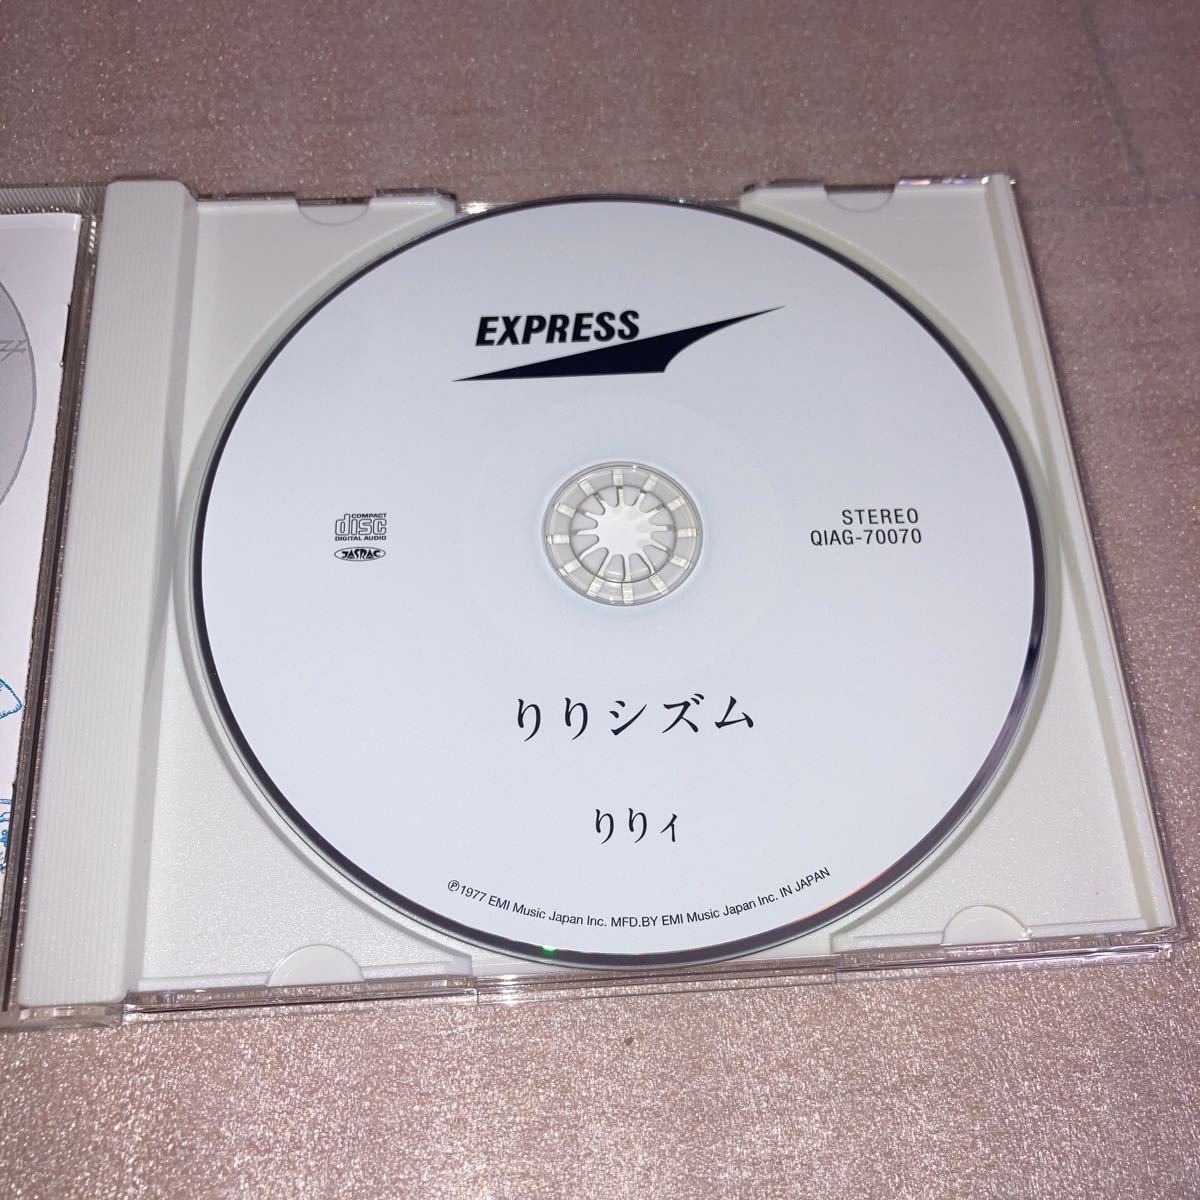 EXPRESS
COMPACT
disc
DIGITAL AUDIO
JASRAC
STEREO
QIAG-70070
りりシズム
りりィ
℗1977 EMI Music Japan Inc. MFD.BY EMI Music Japan Inc. IN JAPAN